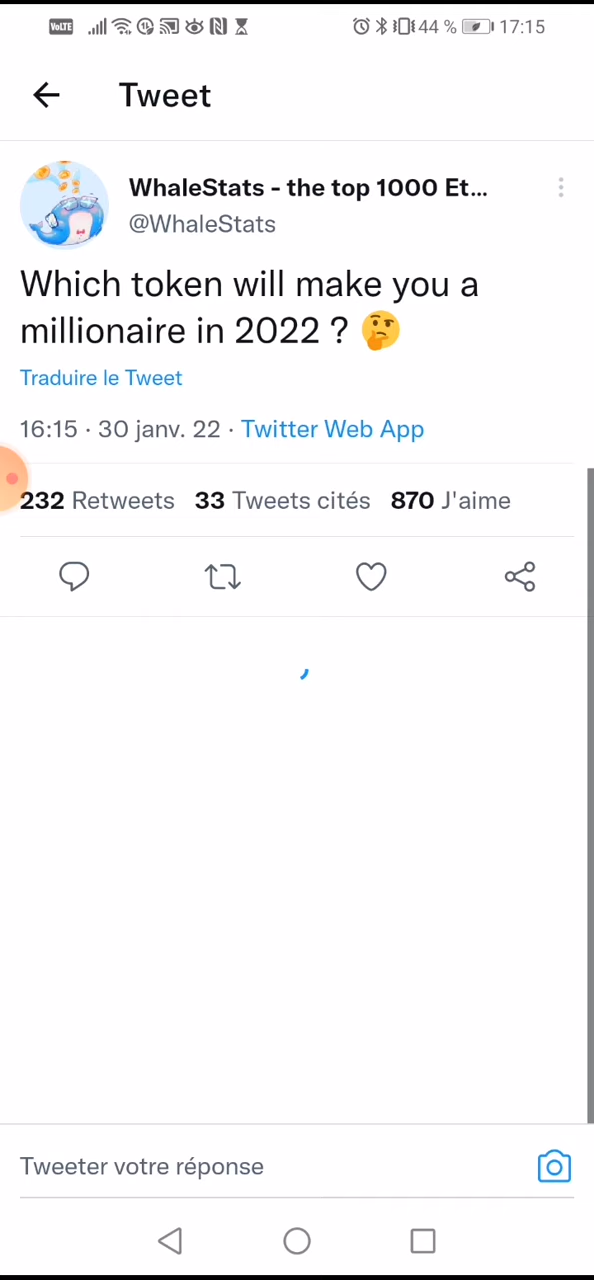 VoLTE 44 % 17:15
Tweet
WhaleStats - the top 1000 Et...
@WhaleStats
Which token will make you a
millionaire in 2022 ? 🤔
Traduire le Tweet
16:15 · 30 janv. 22 · Twitter Web App
232 Retweets 33 Tweets cités 870 J'aime
Tweeter votre réponse